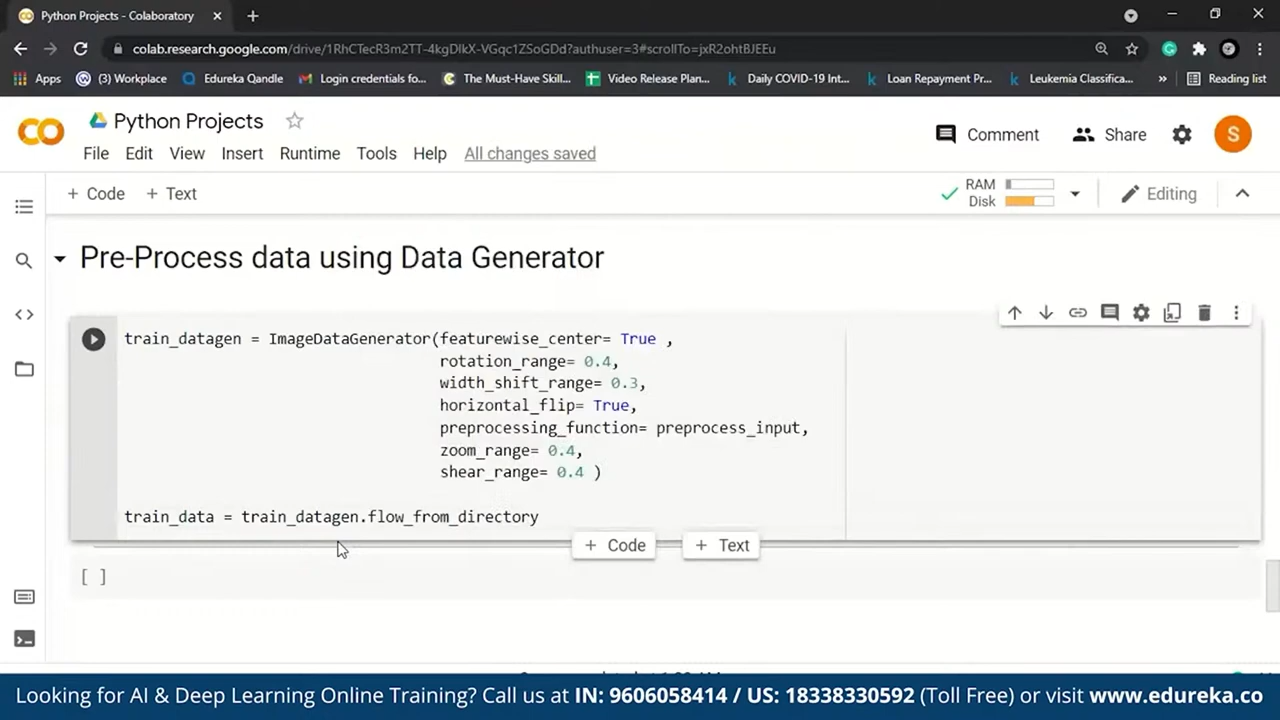 Python Projects - Colaboratory
colab.research.google.com/drive/1RhCTecR3m2TT-4kgDlkX-VGqc1ZSoGDd?authuser=3#scrollTo=jxR2ohtBJEEu
Apps (3) Workplace Edureka Qandle Login credentials fo... The Must-Have Skil... Video Release Plan... Daily COVID-19 Int... Loan Repayment Pr... Leukemia Classifica... » Reading list
CO Python Projects Comment Share S
File Edit View Insert Runtime Tools Help All changes saved
+ Code + Text RAM Disk Editing
Pre-Process data using Data Generator
train_datagen = ImageDataGenerator(featurewise_center= True ,
rotation_range= 0.4,
width_shift_range= 0.3,
horizontal_flip= True,
preprocessing_function= preprocess_input,
zoom_range= 0.4,
shear_range= 0.4 )
train_data = train_datagen.flow_from_directory
+ Code + Text
[ ]
Looking for AI & Deep Learning Online Training? Call us at IN: 9606058414 / US: 18338330592 (Toll Free) or visit www.edureka.co